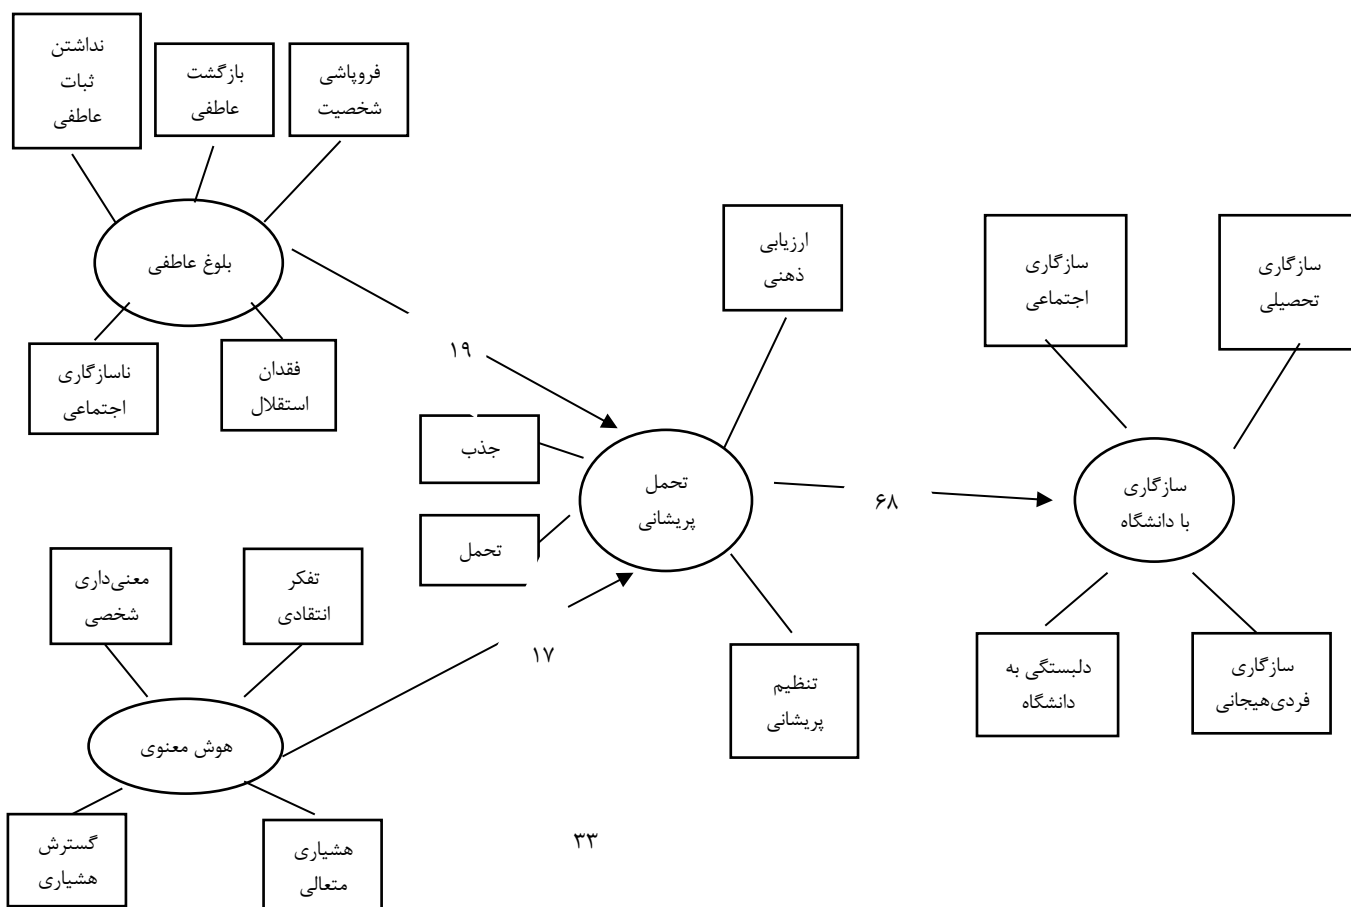 نداشتن
ثبات
عاطفی
بازگشت
عاطفی
فروپاشی
شخصیت
بلوغ عاطفی
ناسازگاری
اجتماعی
فقدان
استقلال
۱۹
ارزیابی
ذهنی
سازگاری
اجتماعی
سازگاری
تحصیلی
جذب
تحمل
تحمل
پریشانی
۶۸
سازگاری
با دانشگاه
معنی‌داری
شخصی
تفکر
انتقادی
۱۷
تنظیم
پریشانی
دلبستگی به
دانشگاه
سازگاری
فردی‌هیجانی
هوش معنوی
گسترش
هشیاری
هشیاری
متعالی
۳۳